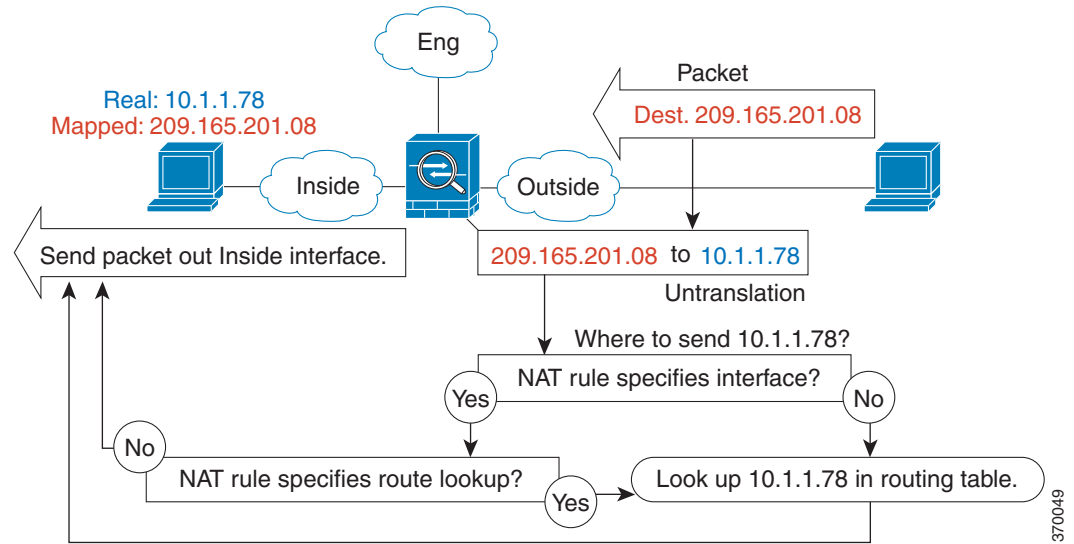 Eng
Packet
Real: 10.1.1.78
Mapped: 209.165.201.08
Dest. 209.165.201.08
Inside
Outside
Send packet out Inside interface.
209.165.201.08 to 10.1.1.78
Untranslation
Where to send 10.1.1.78?
NAT rule specifies interface?
Yes
No
No
NAT rule specifies route lookup?
Yes
Look up 10.1.1.78 in routing table.
370049